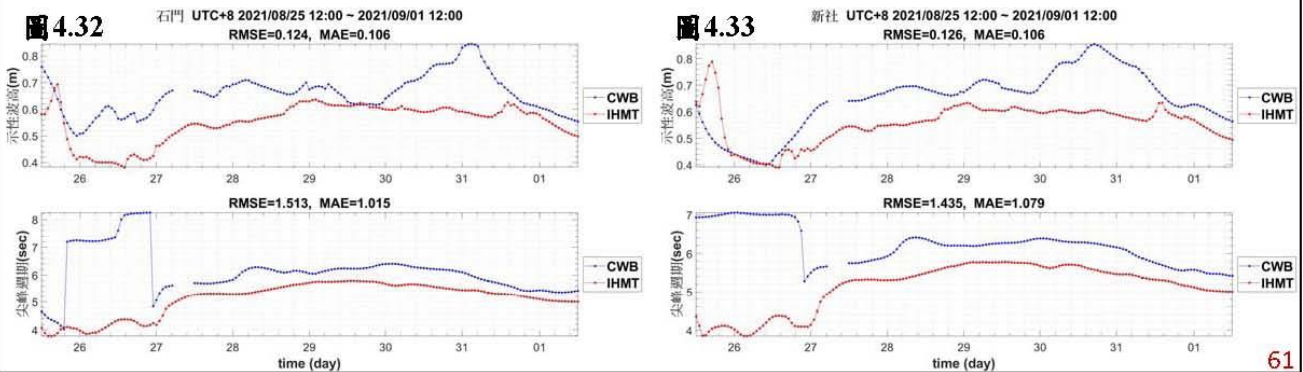 圖4.32
石門 UTC+8 2021/08/25 12:00 ~ 2021/09/01 12:00
RMSE=0.124, MAE=0.106
示性波高(m)
0.8
0.7
0.6
0.5
0.4
26 27 28 29 30 31 01
CWB
IHMT
RMSE=1.513, MAE=1.015
尖峰週期(sec)
8
7
6
5
4
26 27 28 29 30 31 01
time (day)
CWB
IHMT
圖4.33
新社 UTC+8 2021/08/25 12:00 ~ 2021/09/01 12:00
RMSE=0.126, MAE=0.106
示性波高(m)
0.8
0.7
0.6
0.5
0.4
26 27 28 29 30 31 01
CWB
IHMT
RMSE=1.435, MAE=1.079
尖峰週期(sec)
7
6
5
4
26 27 28 29 30 31 01
time (day)
CWB
IHMT
61